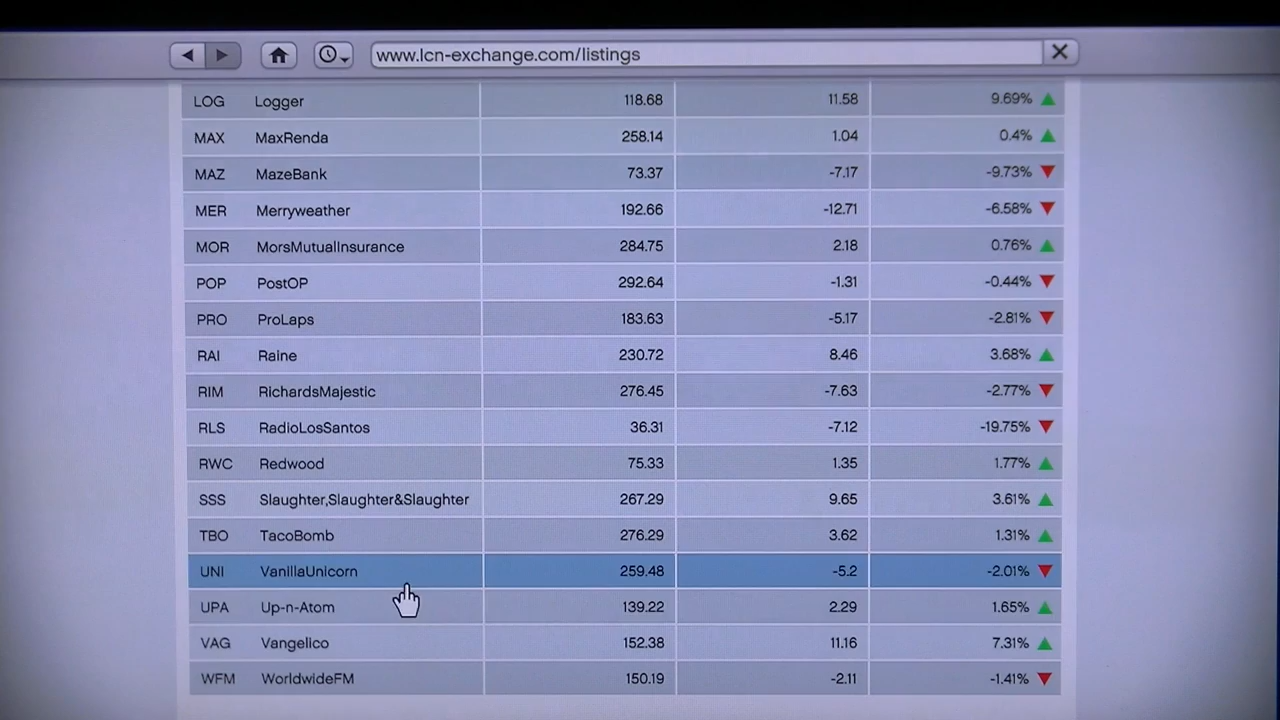 www.lcn-exchange.com/listings
LOG Logger 118.68 11.58 9.69%
MAX MaxRenda 258.14 1.04 0.4%
MAZ MazeBank 73.37 -7.17 -9.73%
MER Merryweather 192.66 -12.71 -6.58%
MOR MorsMutualInsurance 284.75 2.18 0.76%
POP PostOP 292.64 -1.31 -0.44%
PRO ProLaps 183.63 -5.17 -2.81%
RAI Raine 230.72 8.46 3.68%
RIM RichardsMajestic 276.45 -7.63 -2.77%
RLS RadioLosSantos 36.31 -7.12 -19.75%
RWC Redwood 75.33 1.35 1.77%
SSS Slaughter,Slaughter&Slaughter 267.29 9.65 3.61%
TBO TacoBomb 276.29 3.62 1.31%
UNI VanillaUnicorn 259.48 -5.2 -2.01%
UPA Up-n-Atom 139.22 2.29 1.65%
VAG Vangelico 152.38 11.16 7.31%
WFM WorldwideFM 150.19 -2.11 -1.41%